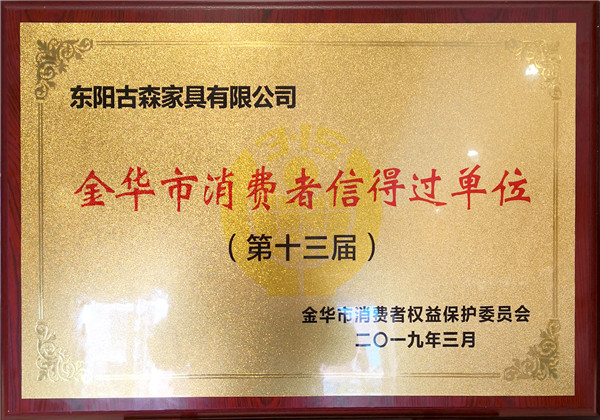 东阳古森家具有限公司
3·15
金华市消费者信得过单位
（第十三届）
金华市消费者权益保护委员会
二〇一九年三月